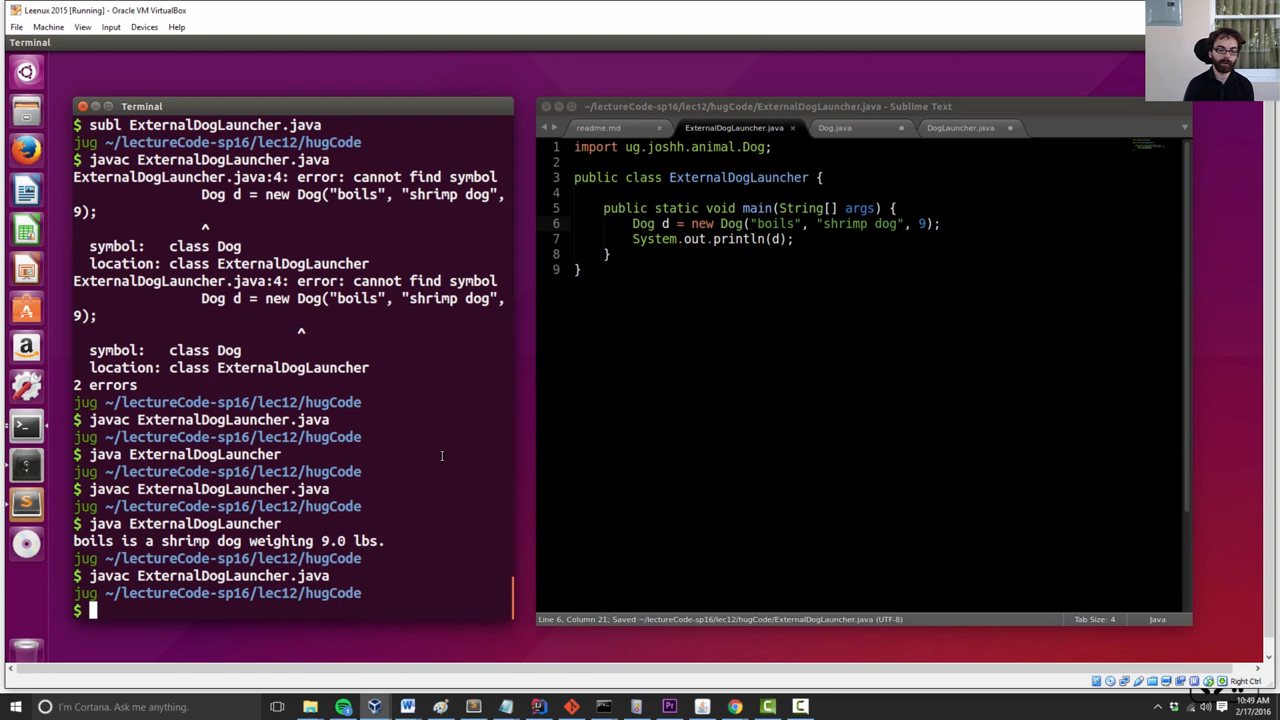 Leenux 2015 [Running] - Oracle VM VirtualBox
File Machine View Input Devices Help
Terminal
Terminal
$ subl ExternalDogLauncher.java
jug ~/lectureCode-sp16/lec12/hugCode
$ javac ExternalDogLauncher.java
ExternalDogLauncher.java:4: error: cannot find symbol
Dog d = new Dog("boils", "shrimp dog",
9);
^
symbol: class Dog
location: class ExternalDogLauncher
ExternalDogLauncher.java:4: error: cannot find symbol
Dog d = new Dog("boils", "shrimp dog",
9);
^
symbol: class Dog
location: class ExternalDogLauncher
2 errors
jug ~/lectureCode-sp16/lec12/hugCode
$ javac ExternalDogLauncher.java
jug ~/lectureCode-sp16/lec12/hugCode
$ java ExternalDogLauncher
jug ~/lectureCode-sp16/lec12/hugCode
$ javac ExternalDogLauncher.java
jug ~/lectureCode-sp16/lec12/hugCode
$ java ExternalDogLauncher
boils is a shrimp dog weighing 9.0 lbs.
jug ~/lectureCode-sp16/lec12/hugCode
$ javac ExternalDogLauncher.java
jug ~/lectureCode-sp16/lec12/hugCode
$
~/lectureCode-sp16/lec12/hugCode/ExternalDogLauncher.java - Sublime Text
readme.md ExternalDogLauncher.java Dog.java DogLauncher.java
1 import ug.joshh.animal.Dog;
2
3 public class ExternalDogLauncher {
4
5 public static void main(String[] args) {
6 Dog d = new Dog("boils", "shrimp dog", 9);
7 System.out.println(d);
8 }
9 }
Line 6, Column 21; Saved ~/lectureCode-sp16/lec12/hugCode/ExternalDogLauncher.java (UTF-8) Tab Size: 4 Java
Right Ctrl
I'm Cortana. Ask me anything.
10:49 AM
2/17/2016